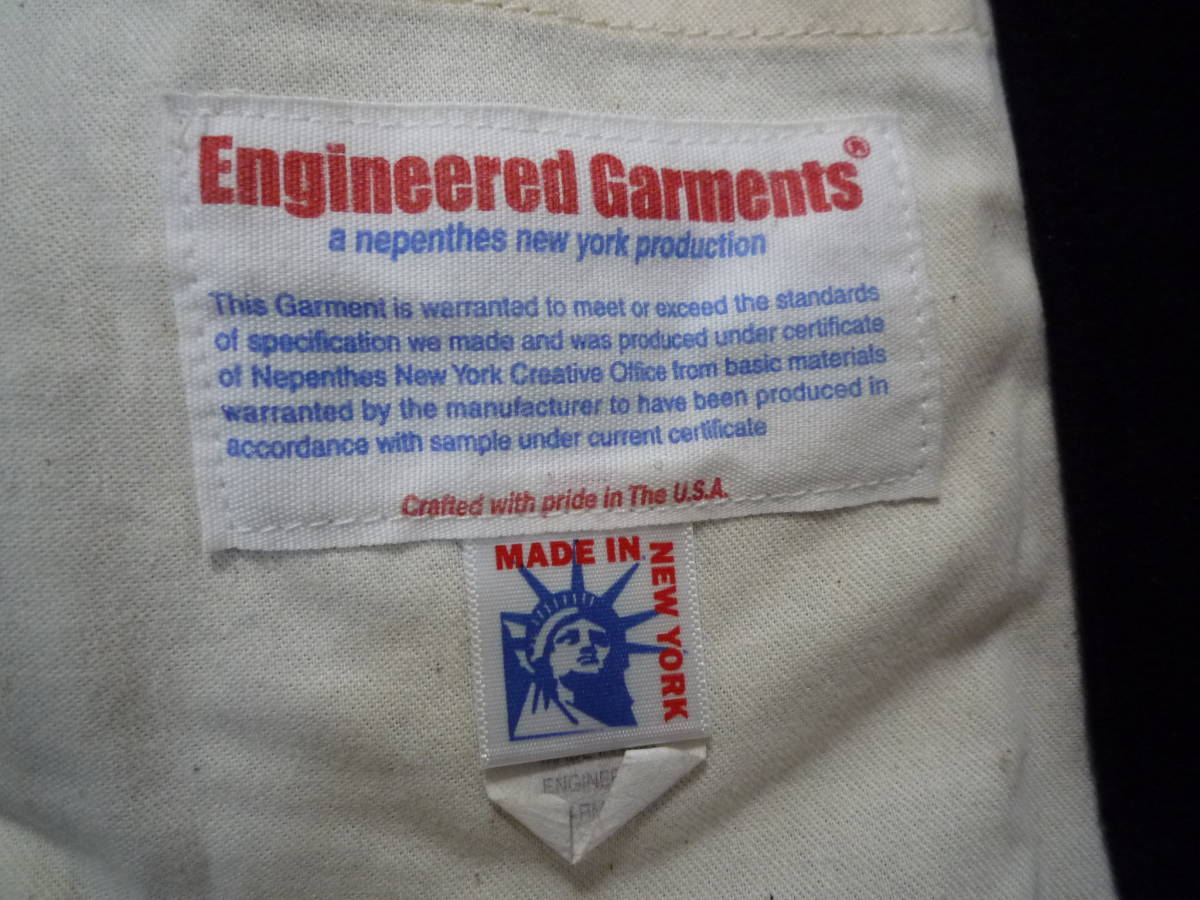 Engineered Garments®
a nepenthes new york production
This Garment is warranted to meet or exceed the standards
of specification we made and was produced under certificate
of Nepenthes New York Creative Office from basic materials
warranted by the manufacturer to have been produced in
accordance with sample under current certificate
Crafted with pride in The U.S.A.
MADE IN
NEW YORK